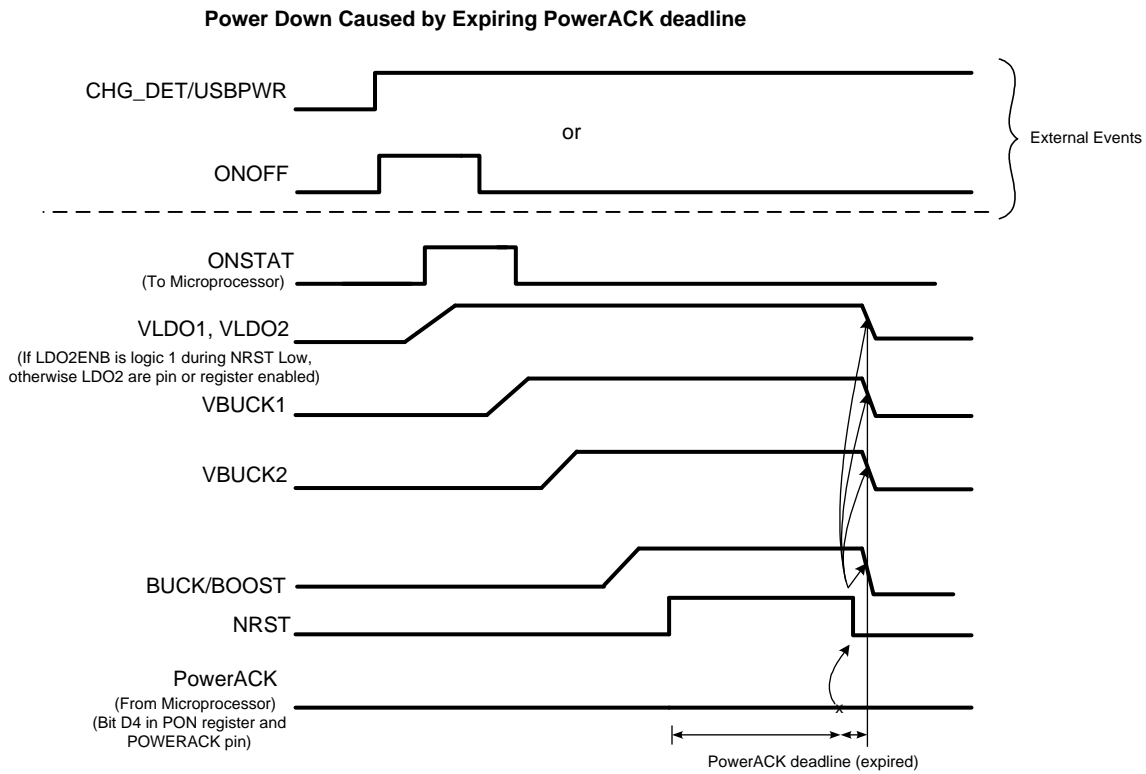 Power Down Caused by Expiring PowerACK deadline
CHG_DET/USBPWR
or
External Events
ONOFF
ONSTAT
(To Microprocessor)
VLDO1, VLDO2
(If LDO2ENB is logic 1 during NRST Low,
otherwise LDO2 are pin or register enabled)
VBUCK1
VBUCK2
BUCK/BOOST
NRST
PowerACK
(From Microprocessor)
(Bit D4 in PON register and
POWERACK pin)
x
PowerACK deadline (expired)